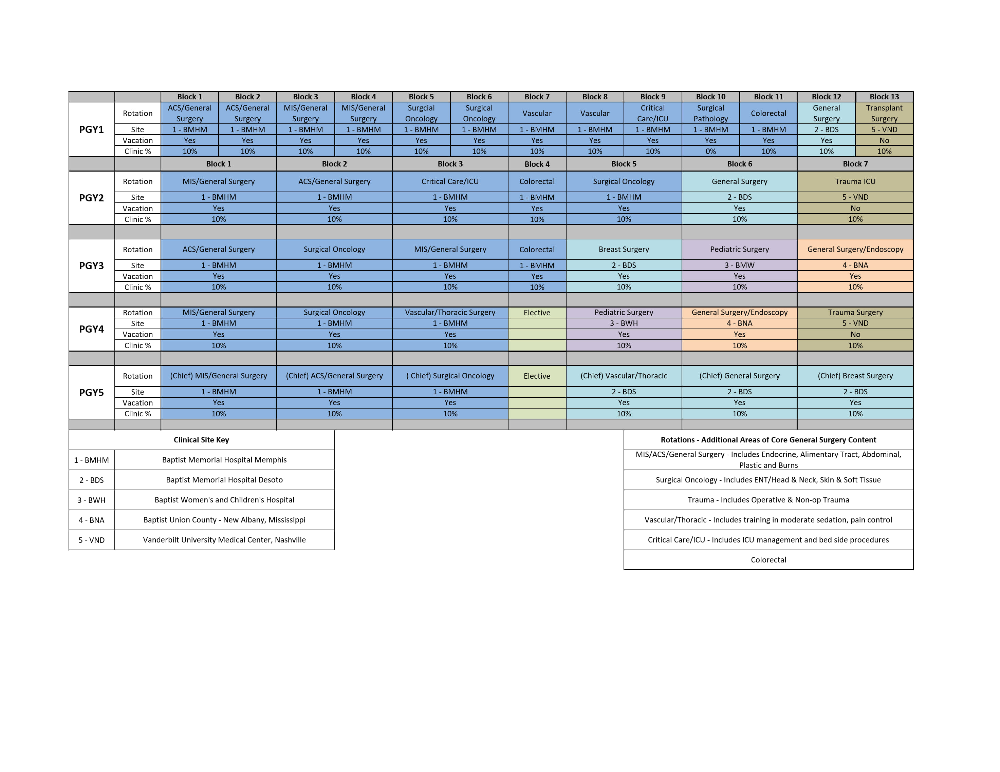 Block 1 Block 2 Block 3 Block 4 Block 5 Block 6 Block 7 Block 8 Block 9 Block 10 Block 11 Block 12 Block 13
PGY1
Rotation ACS/General Surgery ACS/General Surgery MIS/General Surgery MIS/General Surgery Surgcial Oncology Surgical Oncology Vascular Vascular Critical Care/ICU Surgical Pathology Colorectal General Surgery Transplant Surgery
Site 1 - BMHM 1 - BMHM 1 - BMHM 1 - BMHM 1 - BMHM 1 - BMHM 1 - BMHM 1 - BMHM 1 - BMHM 1 - BMHM 1 - BMHM 2 - BDS 5 - VND
Vacation Yes Yes Yes Yes Yes Yes Yes Yes Yes Yes Yes Yes No
Clinic % 10% 10% 10% 10% 10% 10% 10% 10% 10% 0% 10% 10% 10%
Block 1 Block 2 Block 3 Block 4 Block 5 Block 6 Block 7
PGY2
Rotation MIS/General Surgery ACS/General Surgery Critical Care/ICU Colorectal Surgical Oncology General Surgery Trauma ICU
Site 1 - BMHM 1 - BMHM 1 - BMHM 1 - BMHM 1 - BMHM 2 - BDS 5 - VND
Vacation Yes Yes Yes Yes Yes Yes No
Clinic % 10% 10% 10% 10% 10% 10% 10%
PGY3
Rotation ACS/General Surgery Surgical Oncology MIS/General Surgery Colorectal Breast Surgery Pediatric Surgery General Surgery/Endoscopy
Site 1 - BMHM 1 - BMHM 1 - BMHM 1 - BMHM 2 - BDS 3 - BMW 4 - BNA
Vacation Yes Yes Yes Yes Yes Yes Yes
Clinic % 10% 10% 10% 10% 10% 10% 10%
PGY4
Rotation MIS/General Surgery Surgical Oncology Vascular/Thoracic Surgery Elective Pediatric Surgery General Surgery/Endoscopy Trauma Surgery
Site 1 - BMHM 1 - BMHM 1 - BMHM 3 - BWH 4 - BNA 5 - VND
Vacation Yes Yes Yes Yes Yes No
Clinic % 10% 10% 10% 10% 10% 10%
PGY5
Rotation (Chief) MIS/General Surgery (Chief) ACS/General Surgery ( Chief) Surgical Oncology Elective (Chief) Vascular/Thoracic (Chief) General Surgery (Chief) Breast Surgery
Site 1 - BMHM 1 - BMHM 1 - BMHM 2 - BDS 2 - BDS 2 - BDS
Vacation Yes Yes Yes Yes Yes Yes
Clinic % 10% 10% 10% 10% 10% 10%
Clinical Site Key
1 - BMHM Baptist Memorial Hospital Memphis
2 - BDS Baptist Memorial Hospital Desoto
3 - BWH Baptist Women's and Children's Hospital
4 - BNA Baptist Union County - New Albany, Mississippi
5 - VND Vanderbilt University Medical Center, Nashville
Rotations - Additional Areas of Core General Surgery Content
MIS/ACS/General Surgery - Includes Endocrine, Alimentary Tract, Abdominal,
Plastic and Burns
Surgical Oncology - Includes ENT/Head & Neck, Skin & Soft Tissue
Trauma - Includes Operative & Non-op Trauma
Vascular/Thoracic - Includes training in moderate sedation, pain control
Critical Care/ICU - Includes ICU management and bed side procedures
Colorectal